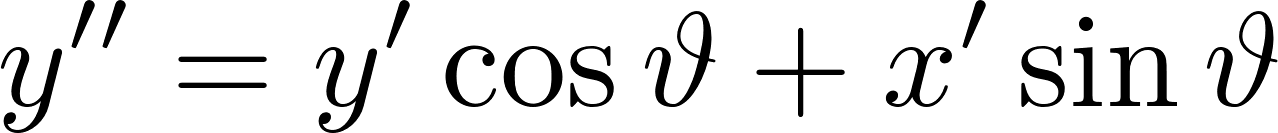 y′′ = y′ cos ϑ + x′ sin ϑ